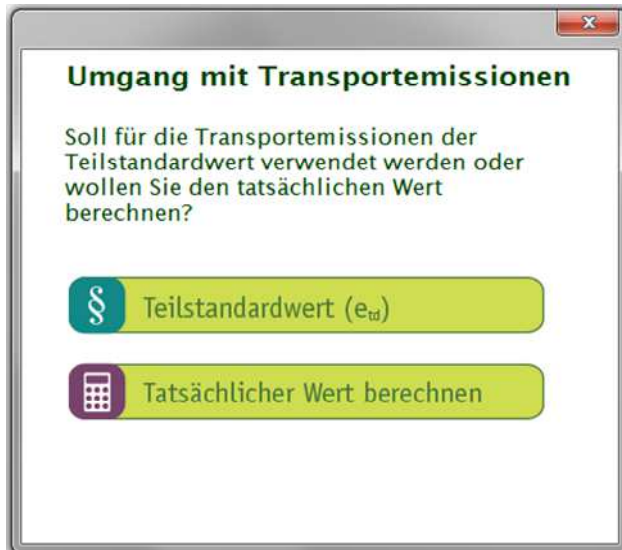 Umgang mit Transportemissionen
Soll für die Transportemissionen der
Teilstandardwert verwendet werden oder
wollen Sie den tatsächlichen Wert
berechnen?
§ Teilstandardwert (etd)
Tatsächlicher Wert berechnen